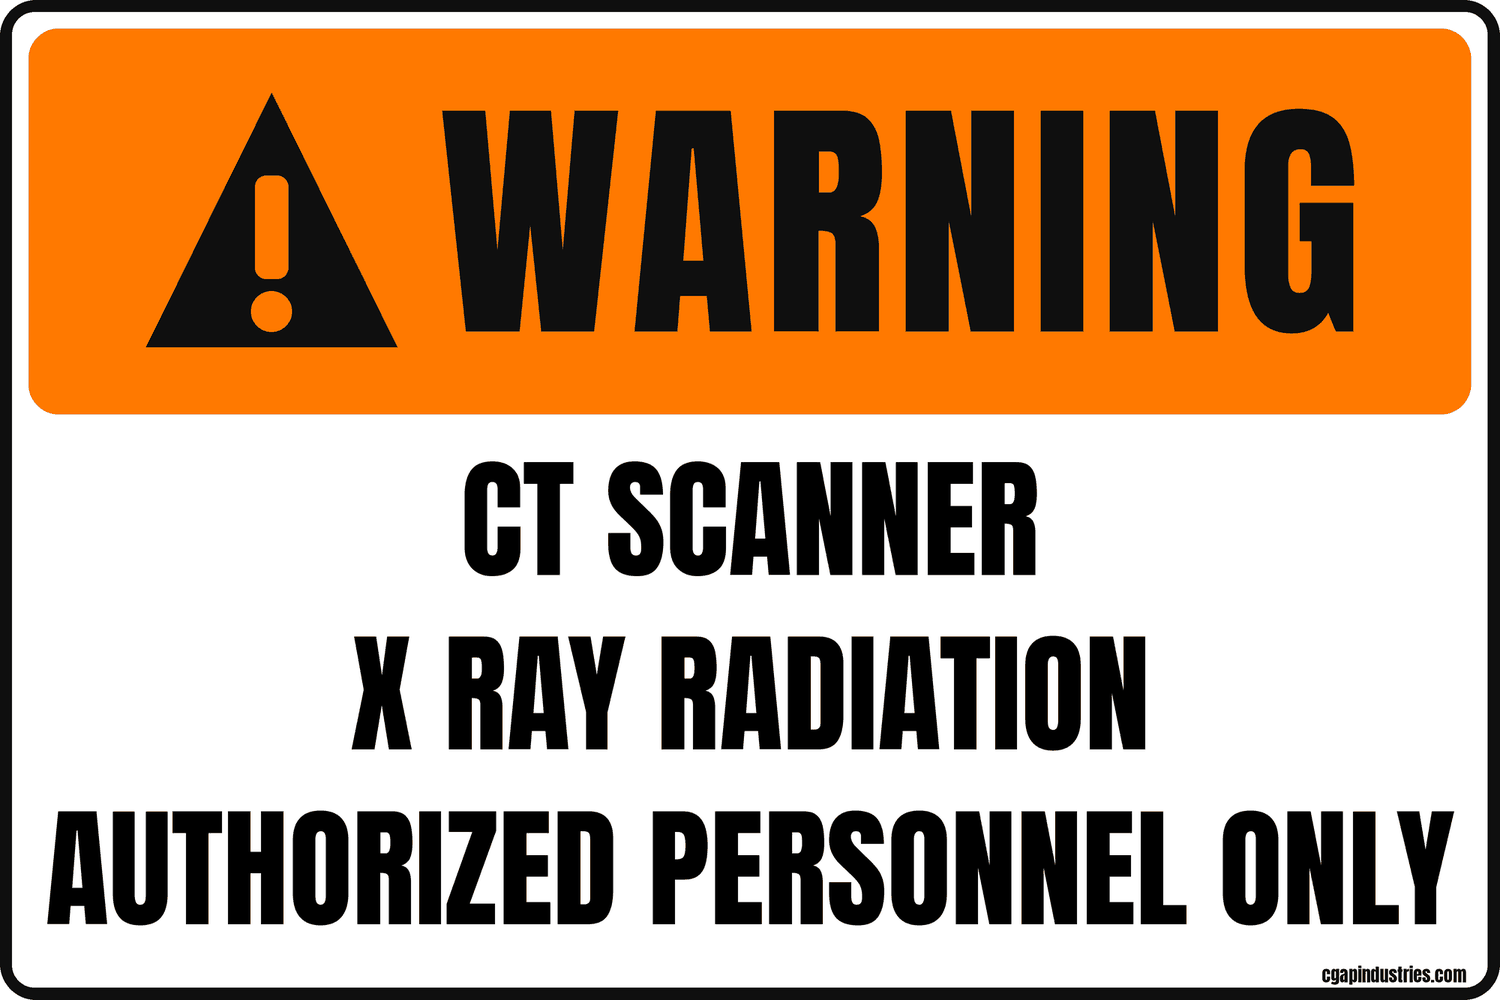 WARNING
CT SCANNER
X RAY RADIATION
AUTHORIZED PERSONNEL ONLY
cgapindustries.com